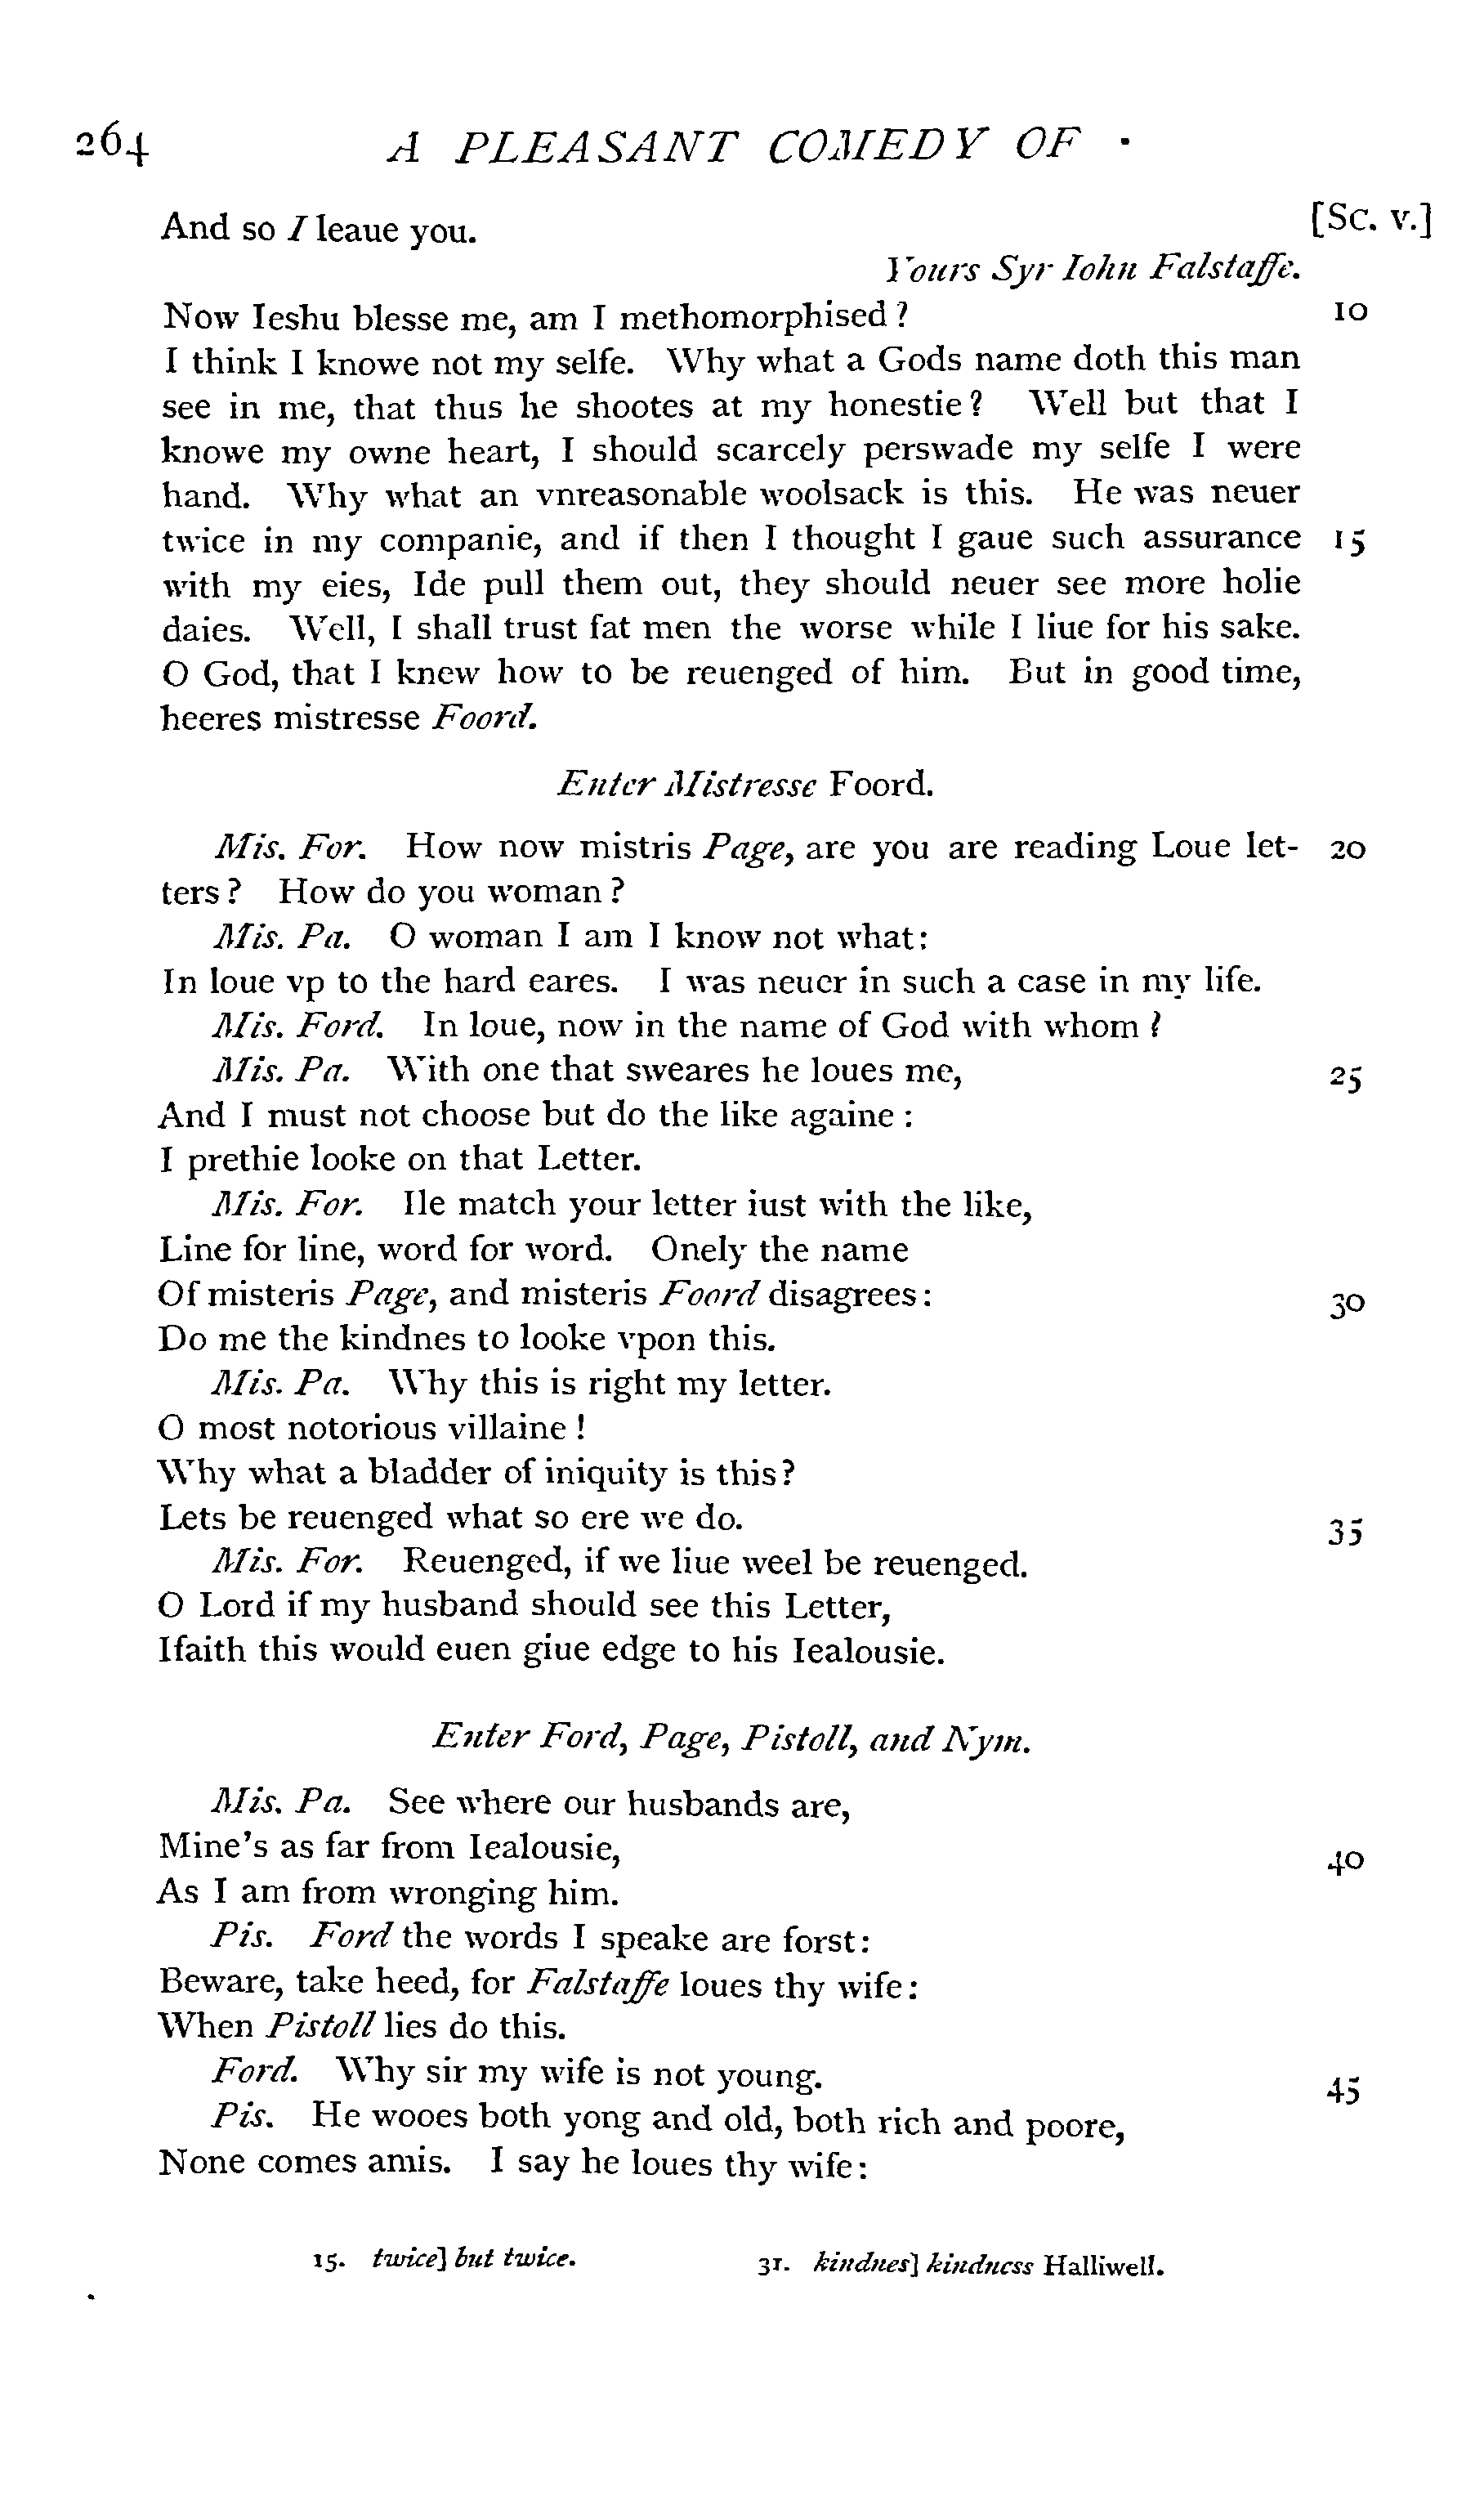 264 A PLEASANT COMEDY OF
And so I leaue you. [Sc. v.]
Yours Syr Iohn Falstaffe.
Now Ieshu blesse me, am I methomorphised ? 10
I think I knowe not my selfe. Why what a Gods name doth this man
see in me, that thus he shootes at my honestie ? Well but that I
knowe my owne heart, I should scarcely perswade my selfe I were
hand. Why what an vnreasonable woolsack is this. He was neuer
twice in my companie, and if then I thought I gaue such assurance 15
with my eies, Ide pull them out, they should neuer see more holie
daies. Well, I shall trust fat men the worse while I liue for his sake.
O God, that I knew how to be reuenged of him. But in good time,
heeres mistresse Foord.
Enter Mistresse Foord.
Mis. For. How now mistris Page, are you are reading Loue let- 20
ters ? How do you woman ?
Mis. Pa. O woman I am I know not what:
In loue vp to the hard eares. I was neuer in such a case in my life.
Mis. Ford. In loue, now in the name of God with whom ?
Mis. Pa. With one that sweares he loues me, 25
And I must not choose but do the like againe :
I prethie looke on that Letter.
Mis. For. Ile match your letter iust with the like,
Line for line, word for word. Onely the name
Of misteris Page, and misteris Foord disagrees: 30
Do me the kindnes to looke vpon this.
Mis. Pa. Why this is right my letter.
O most notorious villaine !
Why what a bladder of iniquity is this?
Lets be reuenged what so ere we do. 35
Mis. For. Reuenged, if we liue weel be reuenged.
O Lord if my husband should see this Letter,
Ifaith this would euen giue edge to his Iealousie.
Enter Ford, Page, Pistoll, and Nym.
Mis. Pa. See where our husbands are,
Mine's as far from Iealousie, 40
As I am from wronging him.
Pis. Ford the words I speake are forst:
Beware, take heed, for Falstaffe loues thy wife:
When Pistoll lies do this.
Ford. Why sir my wife is not young. 45
Pis. He wooes both yong and old, both rich and poore,
None comes amis. I say he loues thy wife:
15. twice] but twice. 31. kindnes] kindness Halliwell.